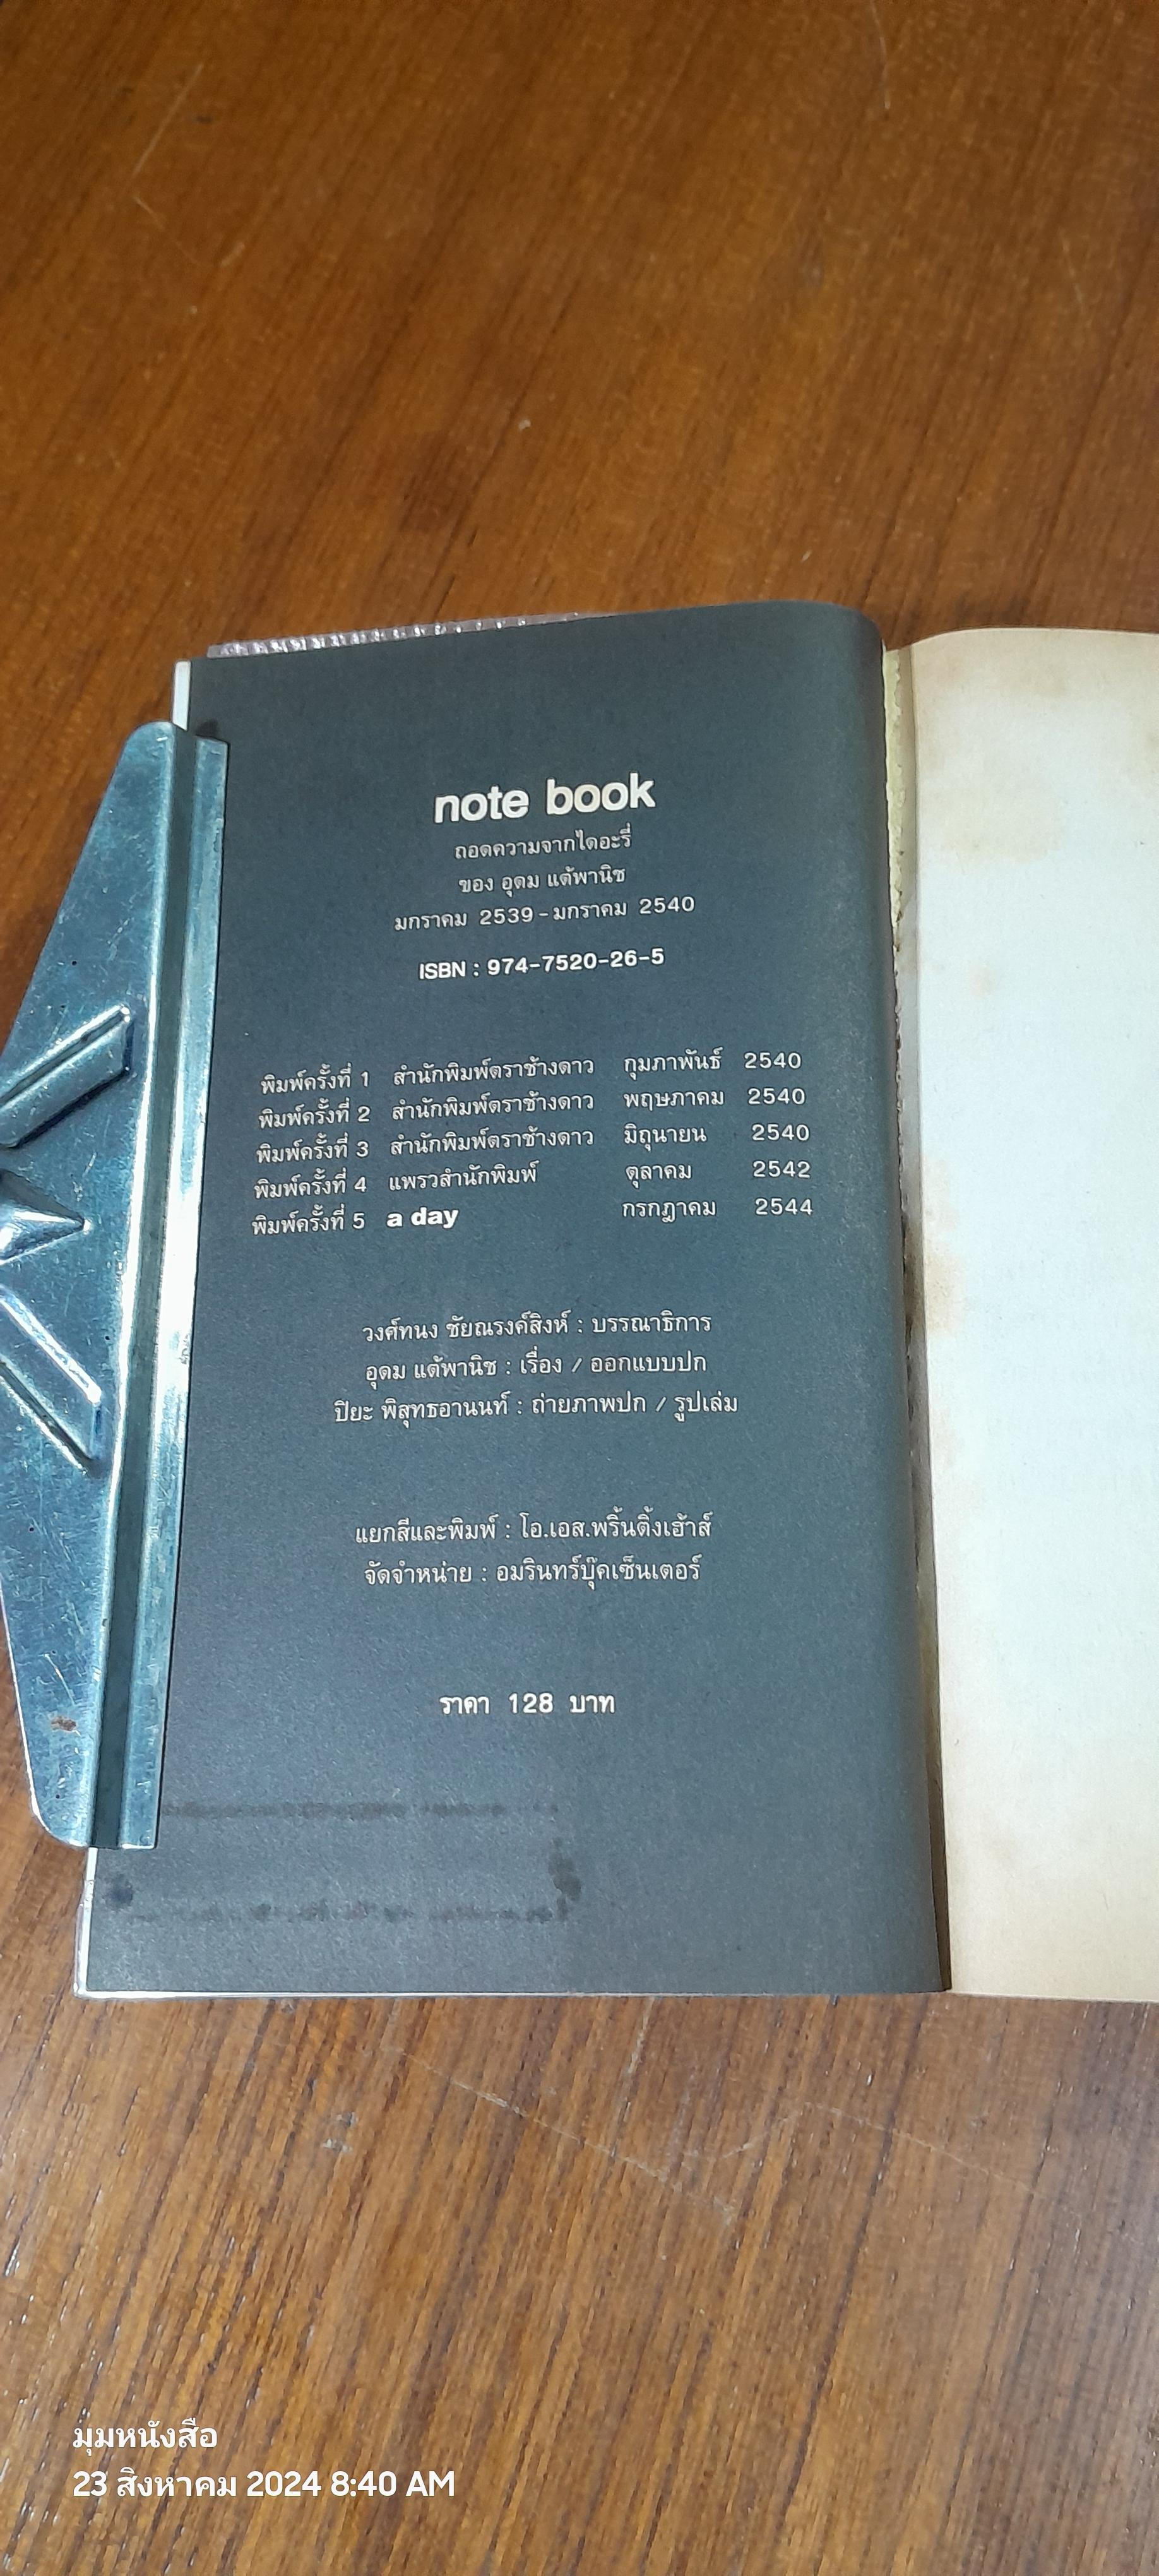 note book
ถอดความจากไดอะรี่
ของ อุดม แต้พานิช
มกราคม 2539 - มกราคม 2540
ISBN : 974-7520-26-5
พิมพ์ครั้งที่ 1 สำนักพิมพ์ตราช้างดาว กุมภาพันธ์ 2540
พิมพ์ครั้งที่ 2 สำนักพิมพ์ตราช้างดาว พฤษภาคม 2540
พิมพ์ครั้งที่ 3 สำนักพิมพ์ตราช้างดาว มิถุนายน 2540
พิมพ์ครั้งที่ 4 แพรวสำนักพิมพ์ ตุลาคม 2542
พิมพ์ครั้งที่ 5 a day กรกฎาคม 2544
วงศ์ทนง ชัยณรงค์สิงห์ : บรรณาธิการ
อุดม แต้พานิช : เรื่อง / ออกแบบปก
ปิยะ พิสุทธอานนท์ : ถ่ายภาพปก / รูปเล่ม
แยกสีและพิมพ์ : โอ.เอส.พริ้นติ้งเฮ้าส์
จัดจำหน่าย : อมรินทร์บุ๊คเซ็นเตอร์
ราคา 128 บาท
มุมหนังสือ
23 สิงหาคม 2024 8:40 AM